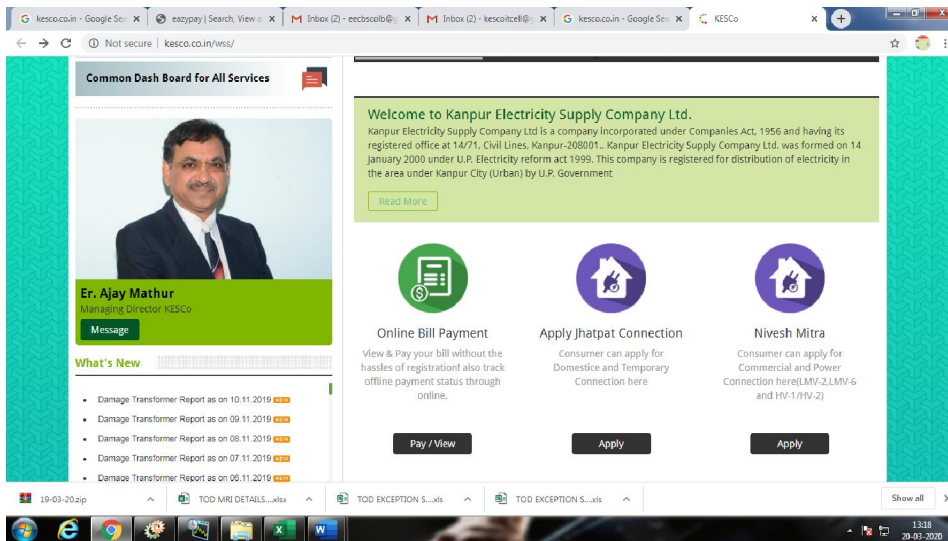 kesco.co.in - Google Sea
eazypay | Search, View o
Inbox (2) - eecbscolb@g
Inbox (2) - kescoitcell@g
kesco.co.in - Google Sea
KESCo
Not secure | kesco.co.in/wss/
Common Dash Board for All Services
Er. Ajay Mathur
Managing Director KESCo
Message
What's New
Damage Transformer Report as on 10.11.2019 NEW
Damage Transformer Report as on 09.11.2019 NEW
Damage Transformer Report as on 08.11.2019 NEW
Damage Transformer Report as on 07.11.2019 NEW
Damage Transformer Report as on 06.11.2019 NEW
Welcome to Kanpur Electricity Supply Company Ltd.
Kanpur Electricity Supply Company Ltd is a company incorporated under Companies Act, 1956 and having its
registered office at 14/71, Civil Lines, Kanpur-208001.. Kanpur Electricity Supply Company Ltd. was formed on 14
January 2000 under U.P. Electricity reform act 1999. This company is registered for distribution of electricity in
the area under Kanpur City (Urban) by U.P. Government
Read More
Online Bill Payment
View & Pay your bill without the
hassles of registration! also track
offline payment status through
online.
Pay / View
Apply Jhatpat Connection
Consumer can apply for
Domestice and Temporary
Connection here
Apply
Nivesh Mitra
Consumer can apply for
Commercial and Power
Connection here(LMV-2,LMV-6
and HV-1/HV-2)
Apply
19-03-20.zip
TOD MRI DETAILS....xlsx
TOD EXCEPTION S....xls
TOD EXCEPTION S....xls
Show all
13:18
20-03-2020